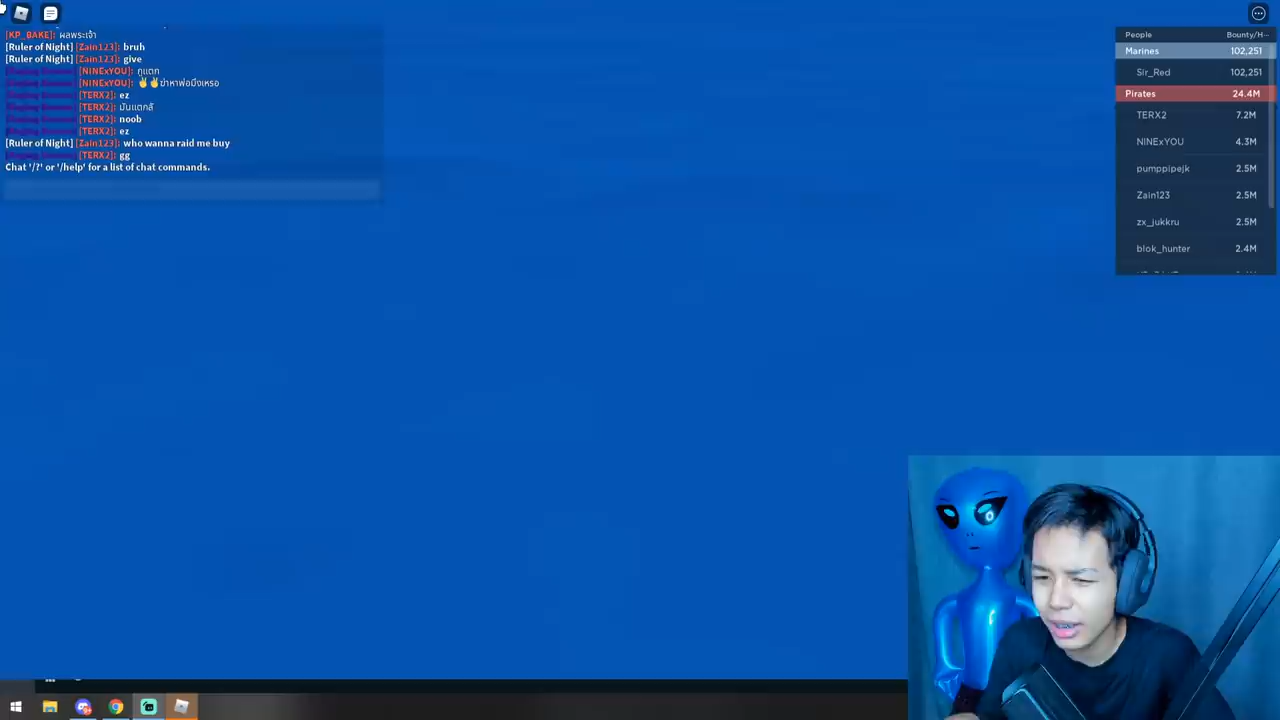 [KP_BAKE]: ผลพระเจ้า
[Ruler of Night] [Zain123]: bruh
[Ruler of Night] [Zain123]: give
[NINExYOU]: กูแตก
[NINExYOU]: ✌✌ฆ่าหาพ่อมึงเหรอ
[TERX2]: ez
[TERX2]: มันแตกล้
[TERX2]: noob
[TERX2]: ez
[Ruler of Night] [Zain123]: who wanna raid me buy
[TERX2]: gg
Chat '/?' or '/help' for a list of chat commands.
People Bounty/H...
Marines 102,251
Sir_Red 102,251
Pirates 24.4M
TERX2 7.2M
NINExYOU 4.3M
pumppipejk 2.5M
Zain123 2.5M
zx_jukkru 2.5M
blok_hunter 2.4M